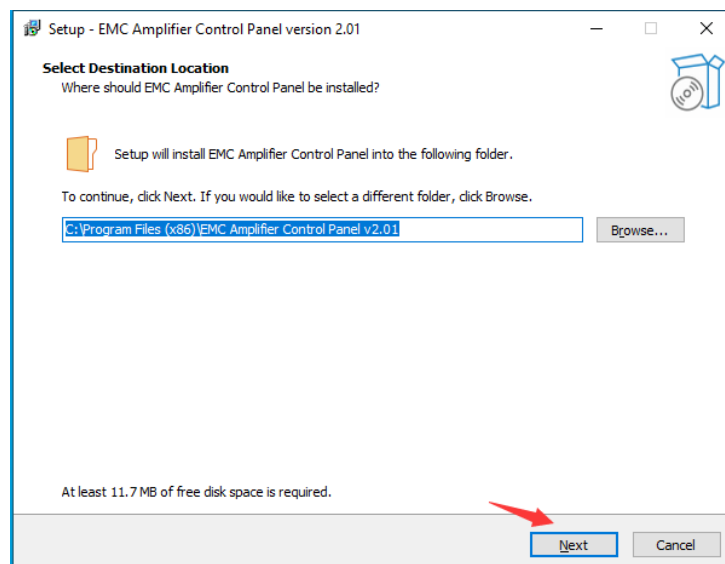 Setup - EMC Amplifier Control Panel version 2.01
Select Destination Location
Where should EMC Amplifier Control Panel be installed?
Setup will install EMC Amplifier Control Panel into the following folder.
To continue, click Next. If you would like to select a different folder, click Browse.
C:\Program Files (x86)\EMC Amplifier Control Panel v2.01
Browse...
At least 11.7 MB of free disk space is required.
Next
Cancel